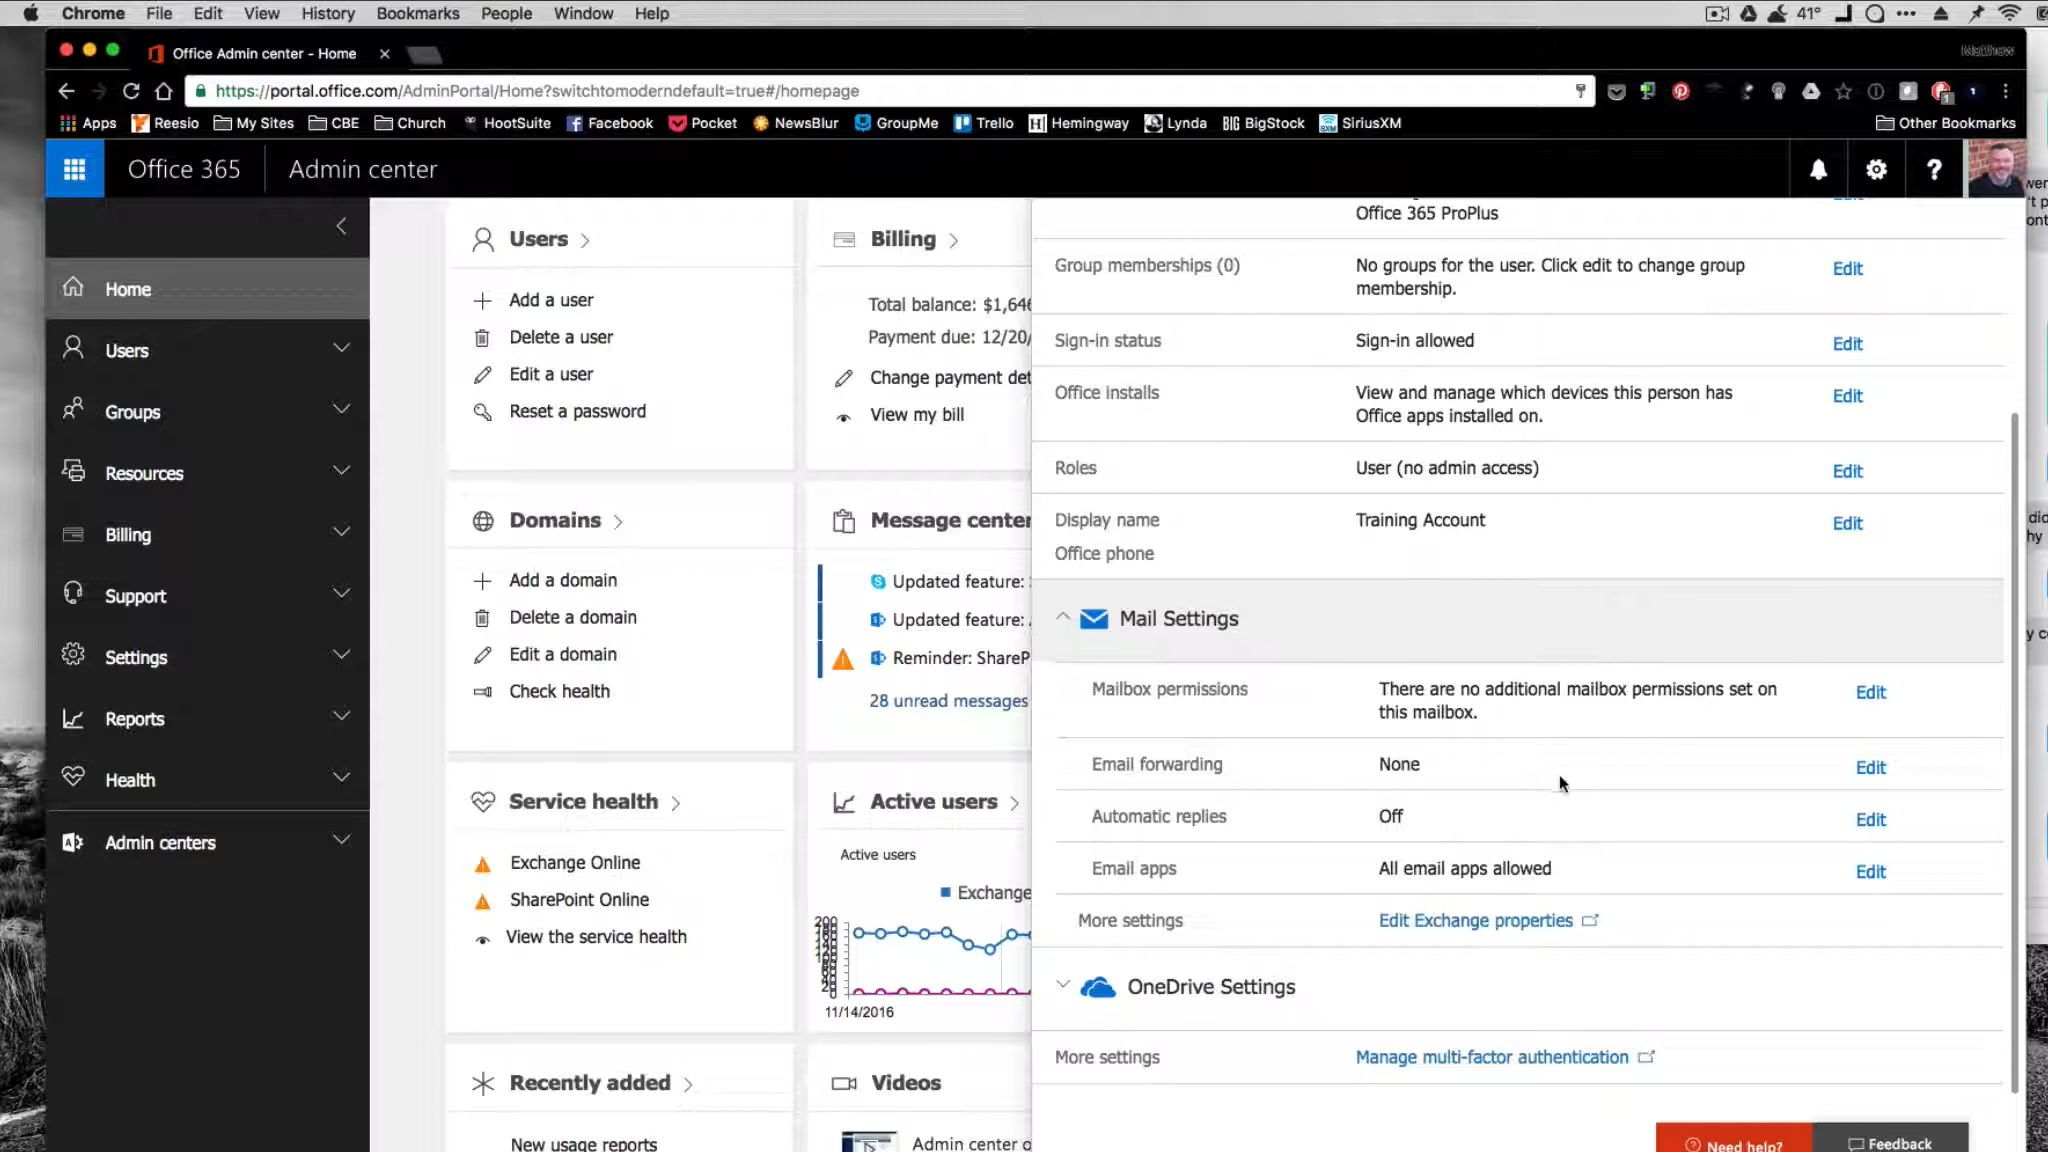 Chrome File Edit View History Bookmarks People Window Help
41°
Office Admin center - Home
Matthew
https://portal.office.com/AdminPortal/Home?switchtomoderndefault=true#/homepage
Apps Reesio My Sites CBE Church HootSuite Facebook Pocket NewsBlur GroupMe Trello Hemingway Lynda BIG BigStock SiriusXM Other Bookmarks
Office 365 Admin center
Home
Users
Groups
Resources
Billing
Support
Settings
Reports
Health
Admin centers
Users
Add a user
Delete a user
Edit a user
Reset a password
Billing
Total balance: $1,646
Payment due: 12/20/
Change payment det
View my bill
Domains
Add a domain
Delete a domain
Edit a domain
Check health
Message center
Updated feature:
Updated feature:
Reminder: ShareP
28 unread messages
Service health
Exchange Online
SharePoint Online
View the service health
Active users
Active users
Exchange
200
0
11/14/2016
Recently added
New usage reports
Videos
Admin center o
Office 365 ProPlus
Group memberships (0) No groups for the user. Click edit to change group Edit
membership.
Sign-in status Sign-in allowed Edit
Office installs View and manage which devices this person has Edit
Office apps installed on.
Roles User (no admin access) Edit
Display name Training Account Edit
Office phone
Mail Settings
Mailbox permissions There are no additional mailbox permissions set on Edit
this mailbox.
Email forwarding None Edit
Automatic replies Off Edit
Email apps All email apps allowed Edit
More settings Edit Exchange properties
OneDrive Settings
More settings Manage multi-factor authentication
Need help? Feedback